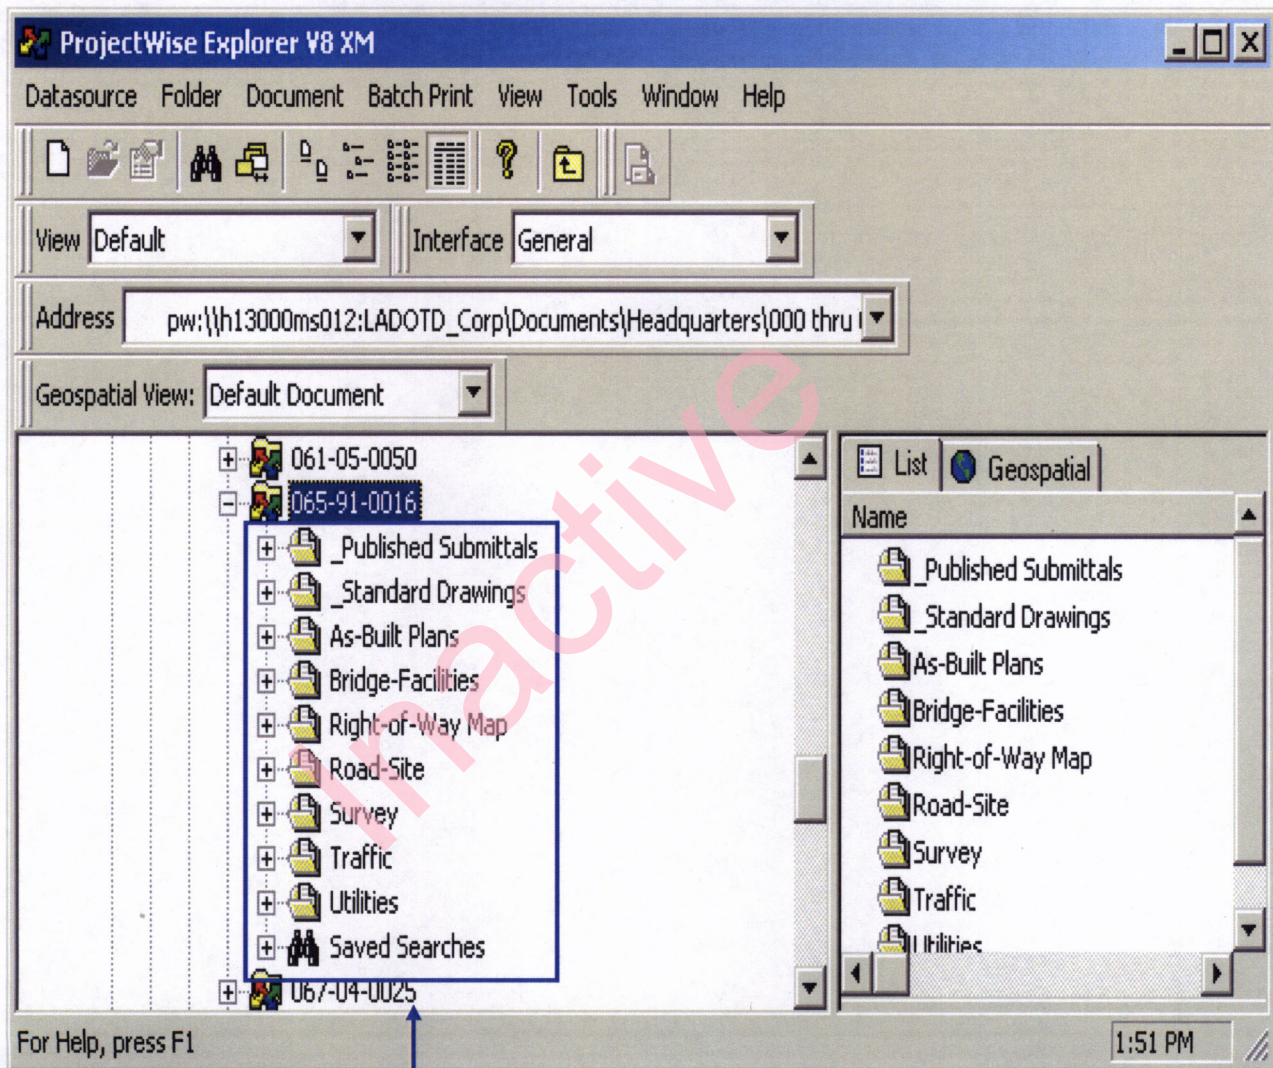 ProjectWise Explorer V8 XM
Datasource Folder Document Batch Print View Tools Window Help
View Default Interface General
Address pw:\\h13000ms012:LADOTD_Corp\Documents\Headquarters\000 thru
Geospatial View: Default Document
061-05-0050
065-91-0016
_Published Submittals
_Standard Drawings
As-Built Plans
Bridge-Facilities
Right-of-Way Map
Road-Site
Survey
Traffic
Utilities
Saved Searches
067-04-0025
List Geospatial
Name
_Published Submittals
_Standard Drawings
As-Built Plans
Bridge-Facilities
Right-of-Way Map
Road-Site
Survey
Traffic
Utilities
Inactive
For Help, press F1
1:51 PM